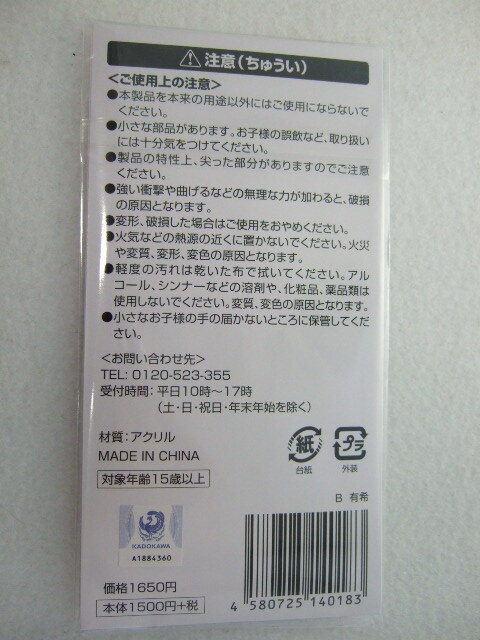 注意(ちゅうい)
<ご使用上の注意>
●本製品を本来の用途以外にはご使用にならないで
ください。
●小さな部品があります。お子様の誤飲など、取り扱い
には十分気をつけてください。
●製品の特性上、尖った部分がありますのでご注意
ください。
●強い衝撃や曲げるなどの無理な力が加わると、破損
の原因となります。
●変形、破損した場合はご使用をおやめください。
●火気などの熱源の近くに置かないでください。火災
や変質、変形、変色の原因となります。
●軽度の汚れは乾いた布で拭いてください。アル
コール、シンナーなどの溶剤や、化粧品、薬品類は
使用しないでください。変質、変色の原因となります。
●小さなお子様の手の届かないところに保管してくだ
さい。
<お問い合わせ先>
TEL: 0120-523-355
受付時間: 平日10時～17時
(土・日・祝日・年末年始を除く)
材質:アクリル
MADE IN CHINA
対象年齢15歳以上
紙
台紙
プラ
外装
B 有希
KADOKAWA
A1884360
価格1650円
本体1500円+税
4 580725 140183